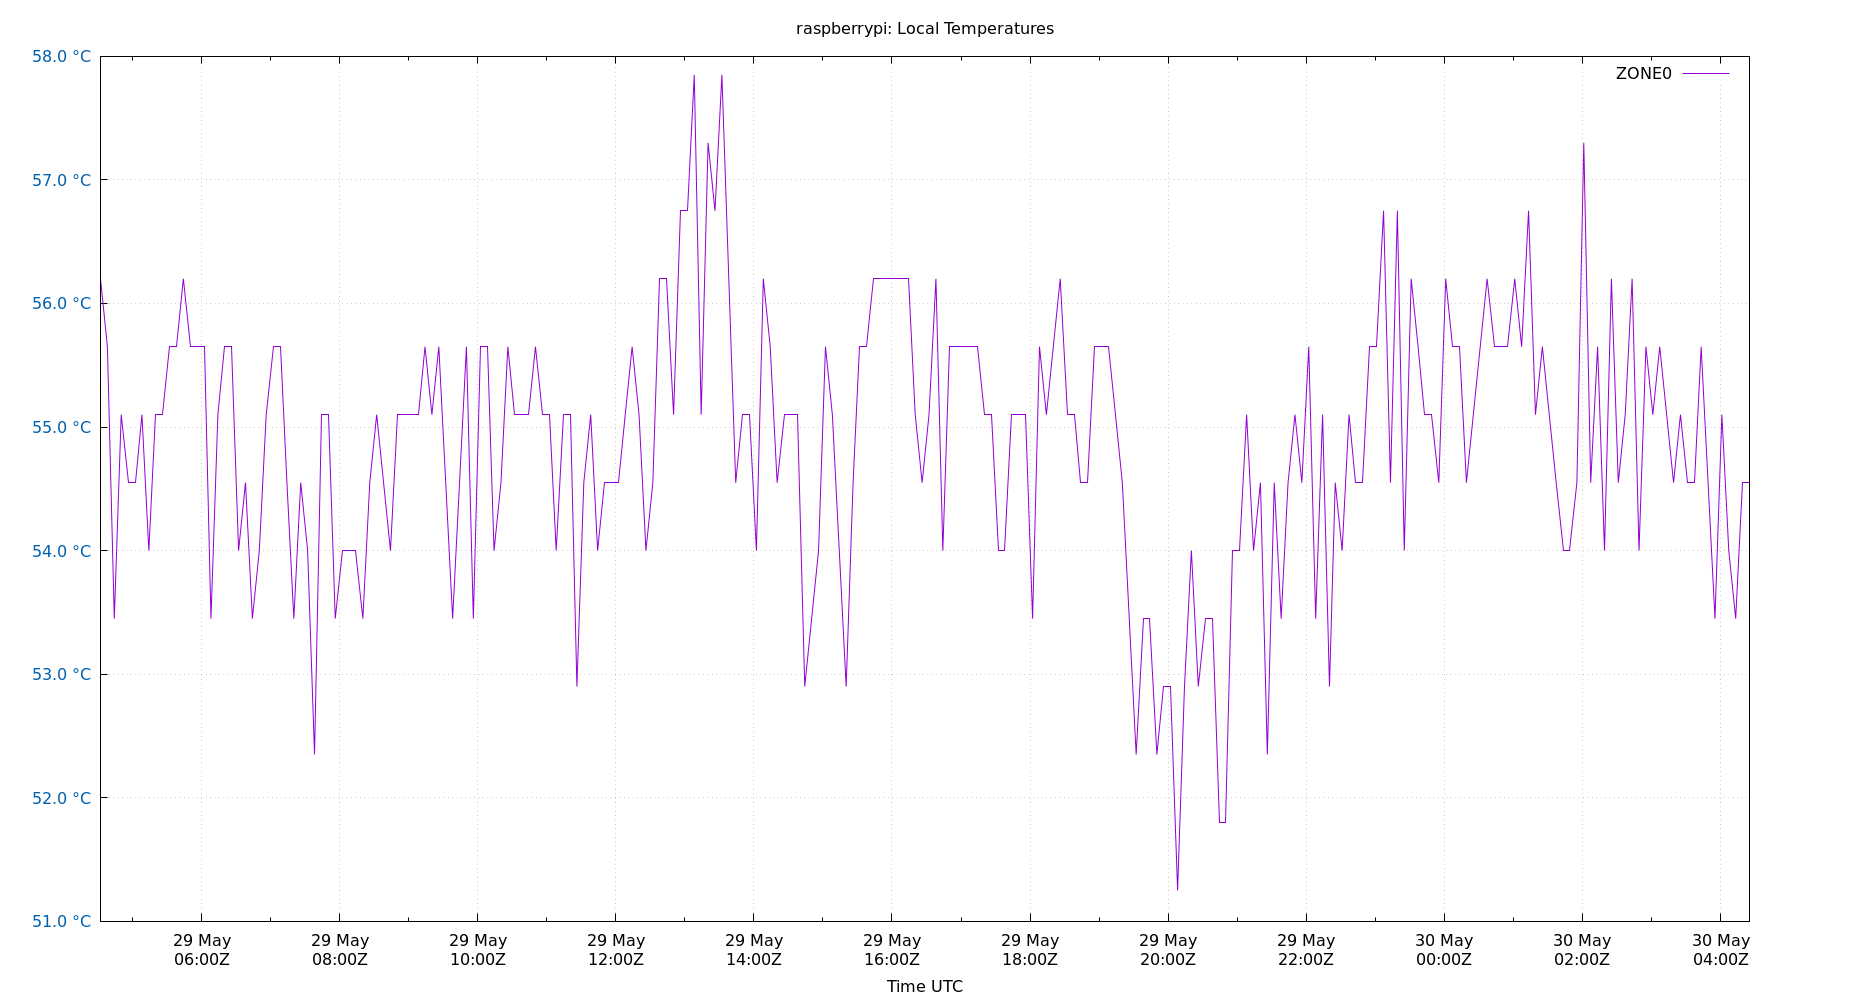 raspberrypi: Local Temperatures
58.0 °C
ZONE0
57.0 °C
56.0 °C
55.0 °C
54.0 °C
53.0 °C
52.0 °C
51.0 °C
29 May 29 May 29 May 29 May 29 May 29 May 29 May 29 May 29 May 30 May 30 May 30 May
06:00Z 08:00Z 10:00Z 12:00Z 14:00Z 16:00Z 18:00Z 20:00Z 22:00Z 00:00Z 02:00Z 04:00Z
Time UTC